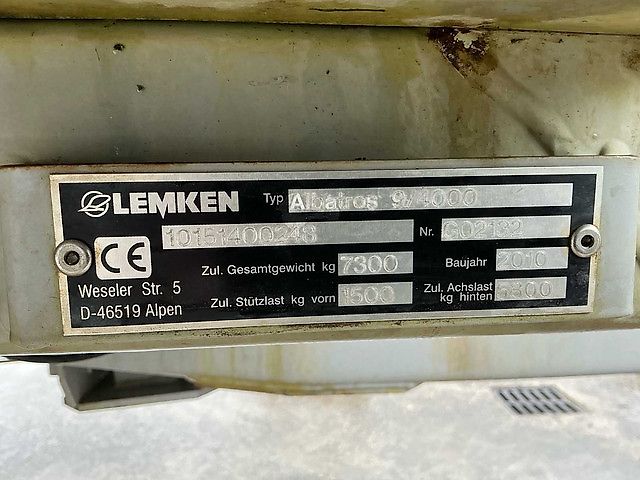 LEMKEN Typ Albatros 9/4000
10151400248 Nr. G02132
CE Zul. Gesamtgewicht kg 7300 Baujahr 2010
Weseler Str. 5
D-46519 Alpen
Zul. Stützlast kg vorn 1500
Zul. Achslast
kg hinten 5800